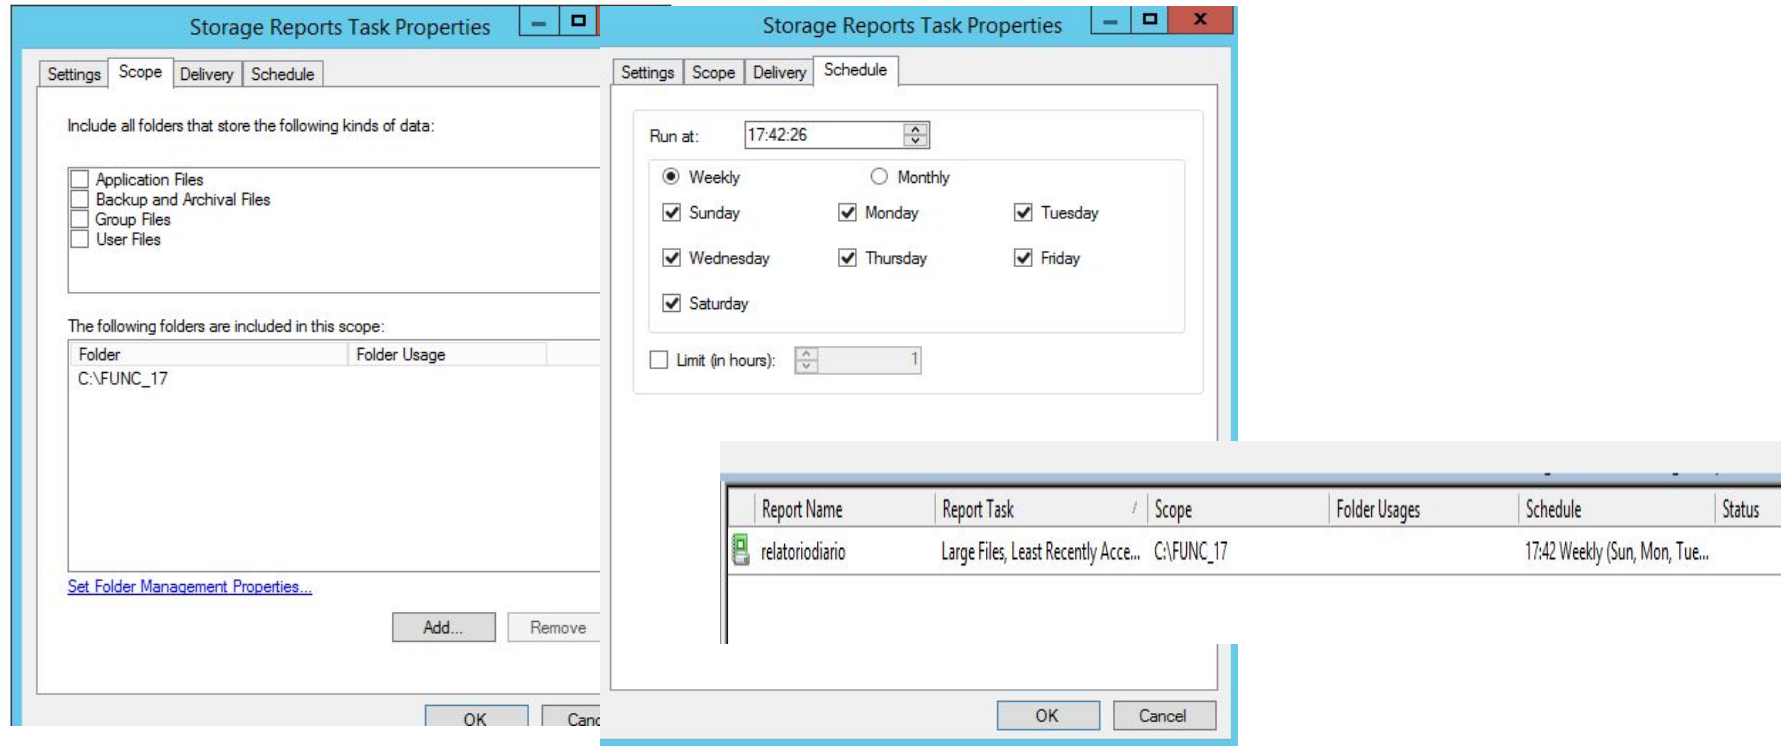 Storage Reports Task Properties
Settings Scope Delivery Schedule
Include all folders that store the following kinds of data:
Application Files
Backup and Archival Files
Group Files
User Files
The following folders are included in this scope:
Folder Folder Usage
C:\FUNC_17
Set Folder Management Properties...
Add... Remove
OK Canc
Storage Reports Task Properties
Settings Scope Delivery Schedule
Run at: 17:42:26
Weekly Monthly
Sunday Monday Tuesday
Wednesday Thursday Friday
Saturday
Limit (in hours): 1
Report Name Report Task / Scope Folder Usages Schedule Status
relatoriodiario Large Files, Least Recently Acce... C:\FUNC_17 17:42 Weekly (Sun, Mon, Tue...
OK Cancel